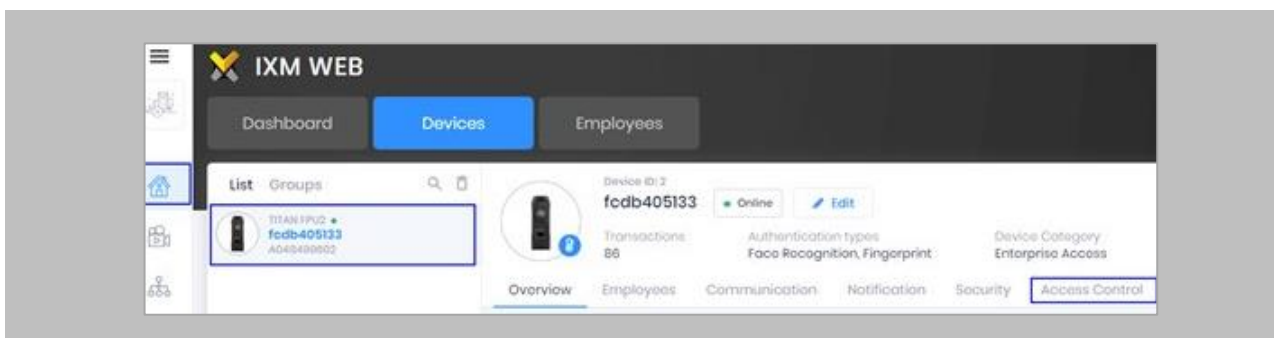 IXM WEB
Dashboard Devices Employees
List Groups
TITAN FPU2
fcdb405133
Device ID: 2
fcdb405133 Online Edit
Transactions Authentication types Device Category
86 Face Recognition, Fingerprint Enterprise Access
Overview Employees Communication Notification Security Access Control